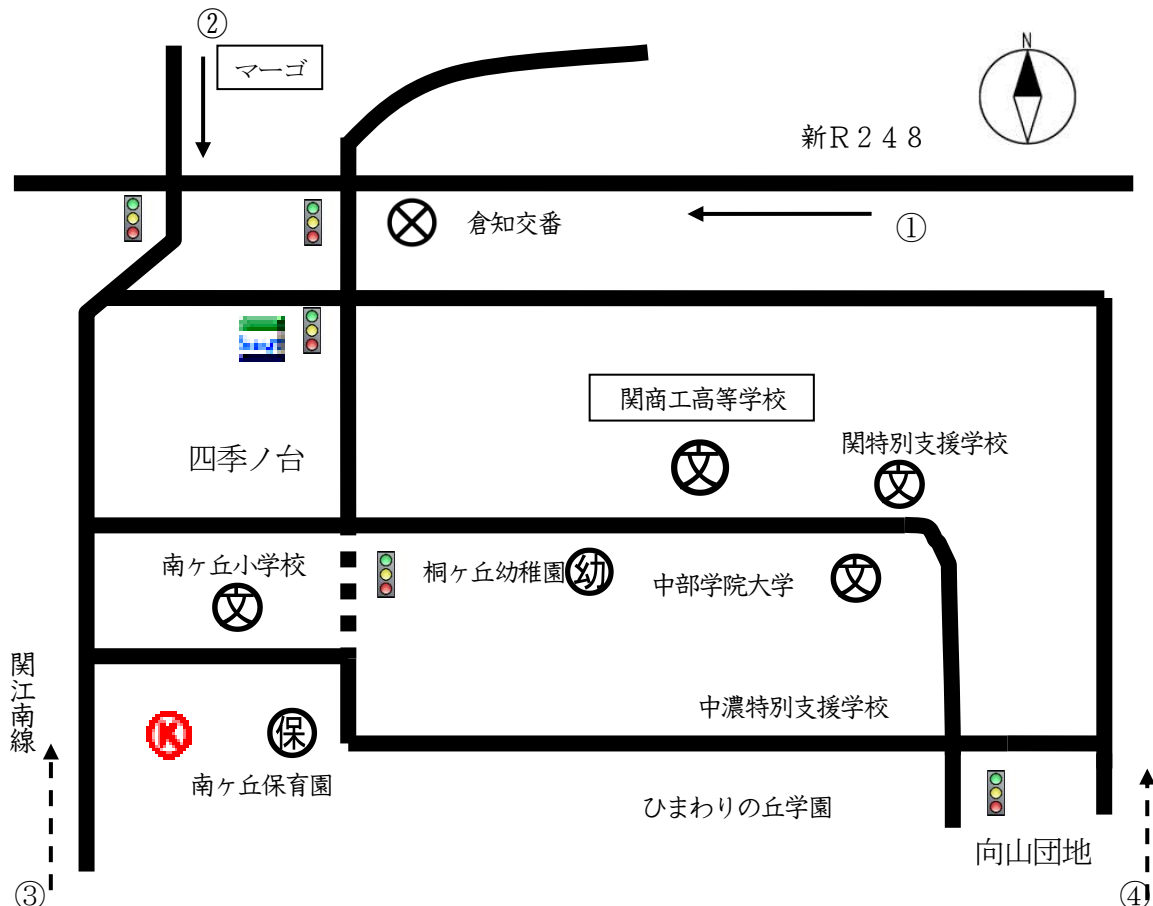 ②
マーゴ
N
新R248
倉知交番
①
関商工高等学校
文
関特別支援学校
文
四季ノ台
南ヶ丘小学校
文
桐ヶ丘幼稚園
幼
中部学院大学
文
関江南線
K
保
南ヶ丘保育園
中濃特別支援学校
ひまわりの丘学園
向山団地
③
④